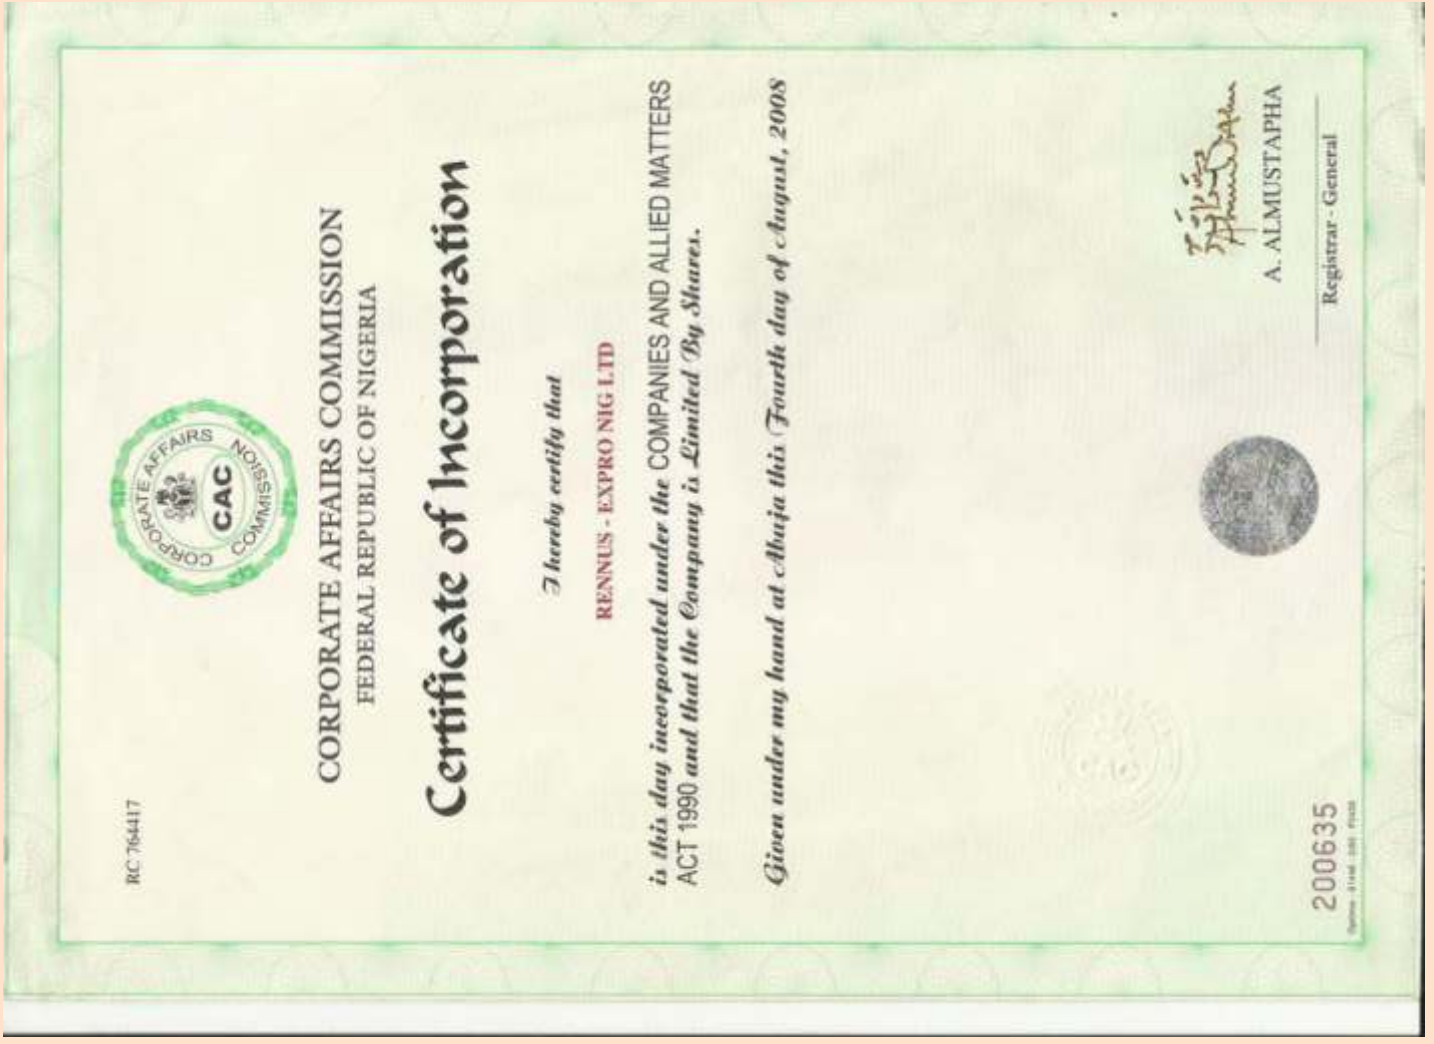 RC 764417
CORPORATE AFFAIRS
COMMISSION
CAC
CORPORATE AFFAIRS COMMISSION
FEDERAL REPUBLIC OF NIGERIA
Certificate of Incorporation
I hereby certify that
RENNUS - EXPRO NIG LTD
is this day incorporated under the COMPANIES AND ALLIED MATTERS
ACT 1990 and that the Company is Limited By Shares.
Given under my hand at Abuja this Fourth day of August, 2008
CAC
A. ALMUSTAPHA
Registrar - General
200635